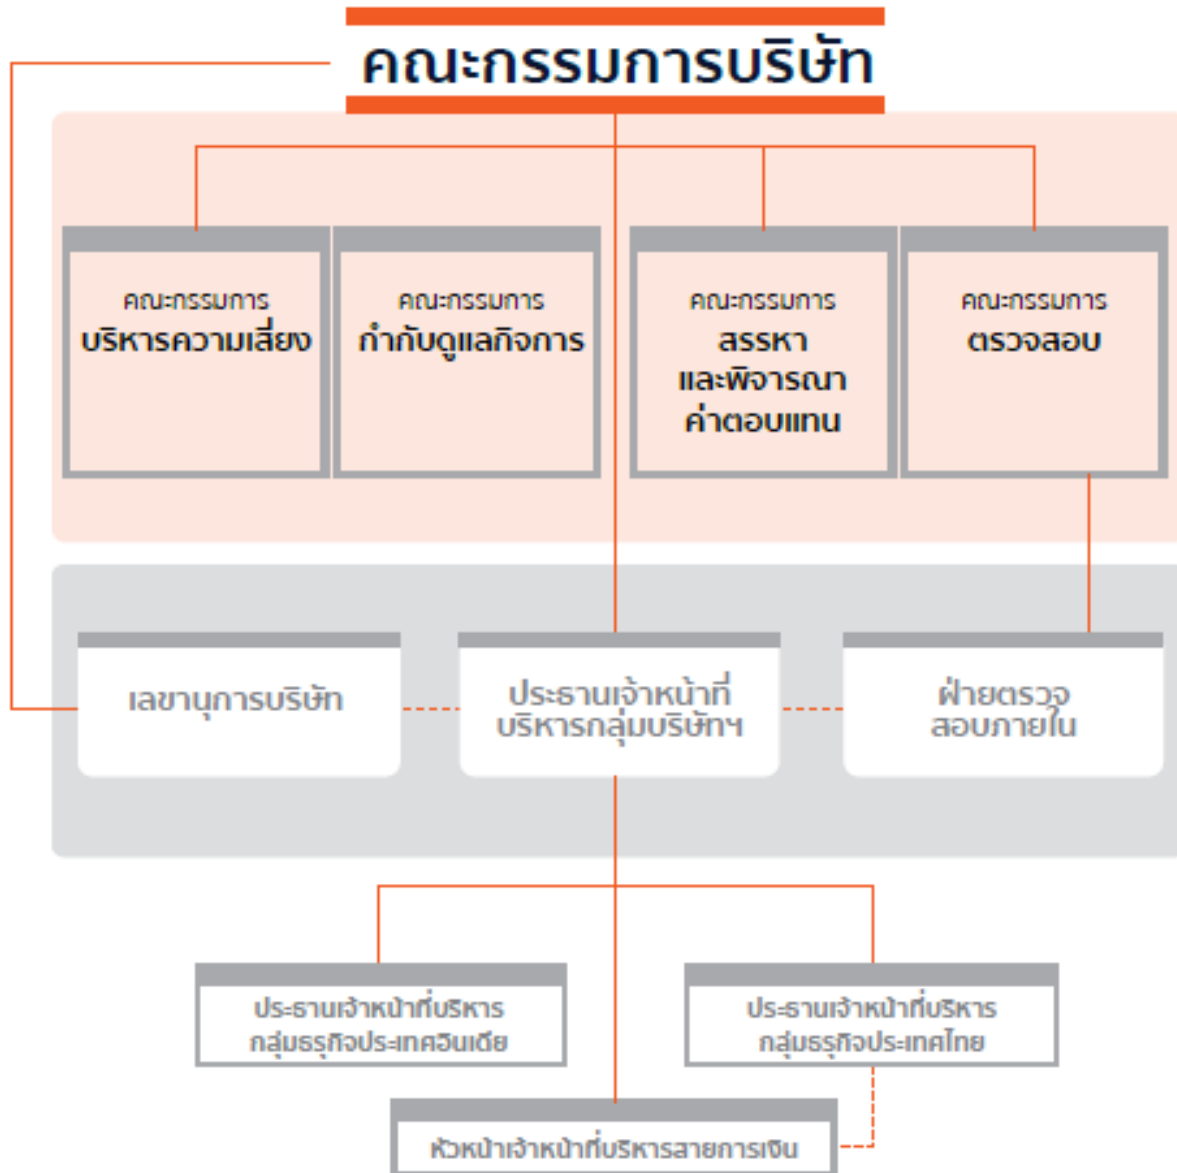 คณะกรรมการบริษัท
คณะกรรมการ
บริหารความเสี่ยง
คณะกรรมการ
กำกับดูแลกิจการ
คณะกรรมการ
สรรหา
และพิจารณา
ค่าตอบแทน
คณะกรรมการ
ตรวจสอบ
เลขานุการบริษัท
ประธานเจ้าหน้าที่
บริหารกลุ่มบริษัทฯ
ฝ่ายตรวจ
สอบภายใน
ประธานเจ้าหน้าที่บริหาร
กลุ่มธุรกิจประเทศอินเดีย
ประธานเจ้าหน้าที่บริหาร
กลุ่มธุรกิจประเทศไทย
หัวหน้าเจ้าหน้าที่บริหารสายการเงิน